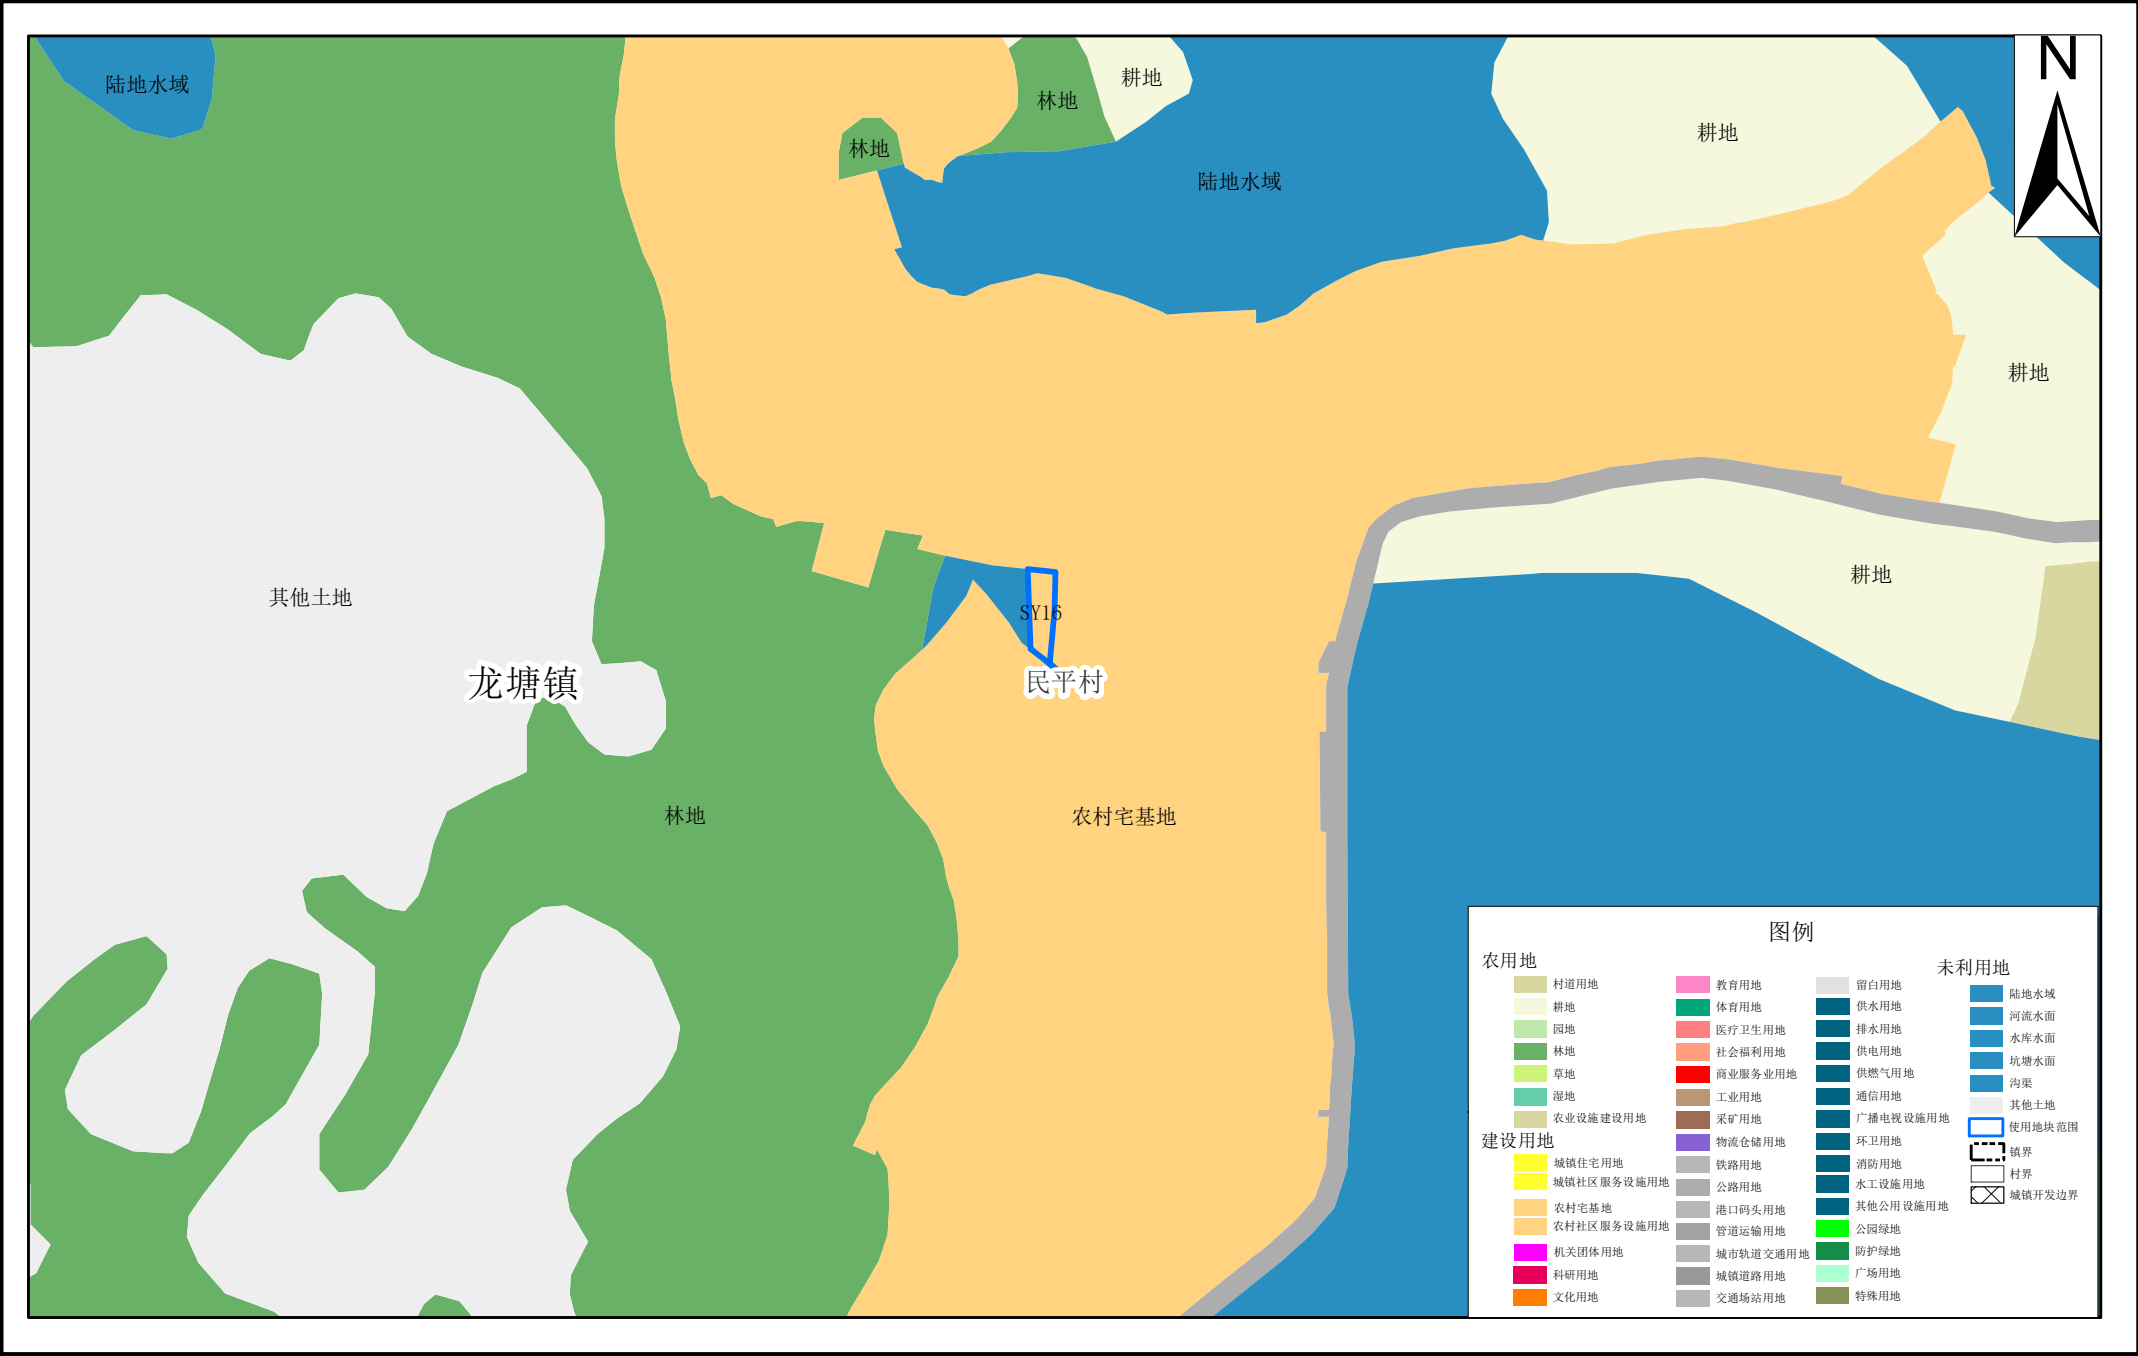 N
陆地水域
林地
耕地
林地
陆地水域
耕地
耕地
其他土地
耕地
SY16
龙塘镇
民平村
林地
农村宅基地
图例
农用地
村道用地
耕地
园地
林地
草地
湿地
农业设施建设用地
建设用地
城镇住宅用地
城镇社区服务设施用地
农村宅基地
农村社区服务设施用地
机关团体用地
科研用地
文化用地
教育用地
体育用地
医疗卫生用地
社会福利用地
商业服务业用地
工业用地
采矿用地
物流仓储用地
铁路用地
公路用地
港口码头用地
管道运输用地
城市轨道交通用地
城镇道路用地
交通场站用地
留白用地
供水用地
排水用地
供电用地
供燃气用地
通信用地
广播电视设施用地
环卫用地
消防用地
水工设施用地
其他公用设施用地
公园绿地
防护绿地
广场用地
特殊用地
未利用地
陆地水域
河流水面
水库水面
坑塘水面
沟渠
其他土地
使用地块范围
镇界
村界
城镇开发边界